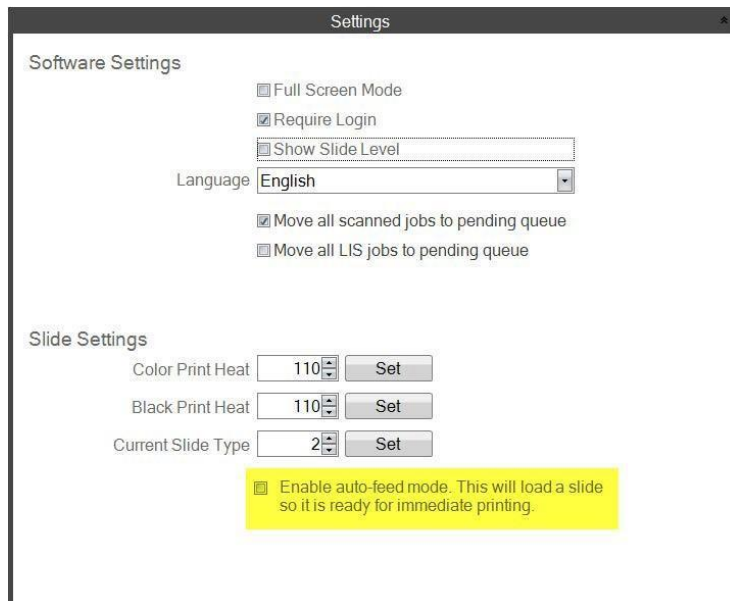 Settings
Software Settings
Full Screen Mode
Require Login
Show Slide Level
Language English
Move all scanned jobs to pending queue
Move all LIS jobs to pending queue
Slide Settings
Color Print Heat 110 Set
Black Print Heat 110 Set
Current Slide Type 2 Set
Enable auto-feed mode. This will load a slide
so it is ready for immediate printing.